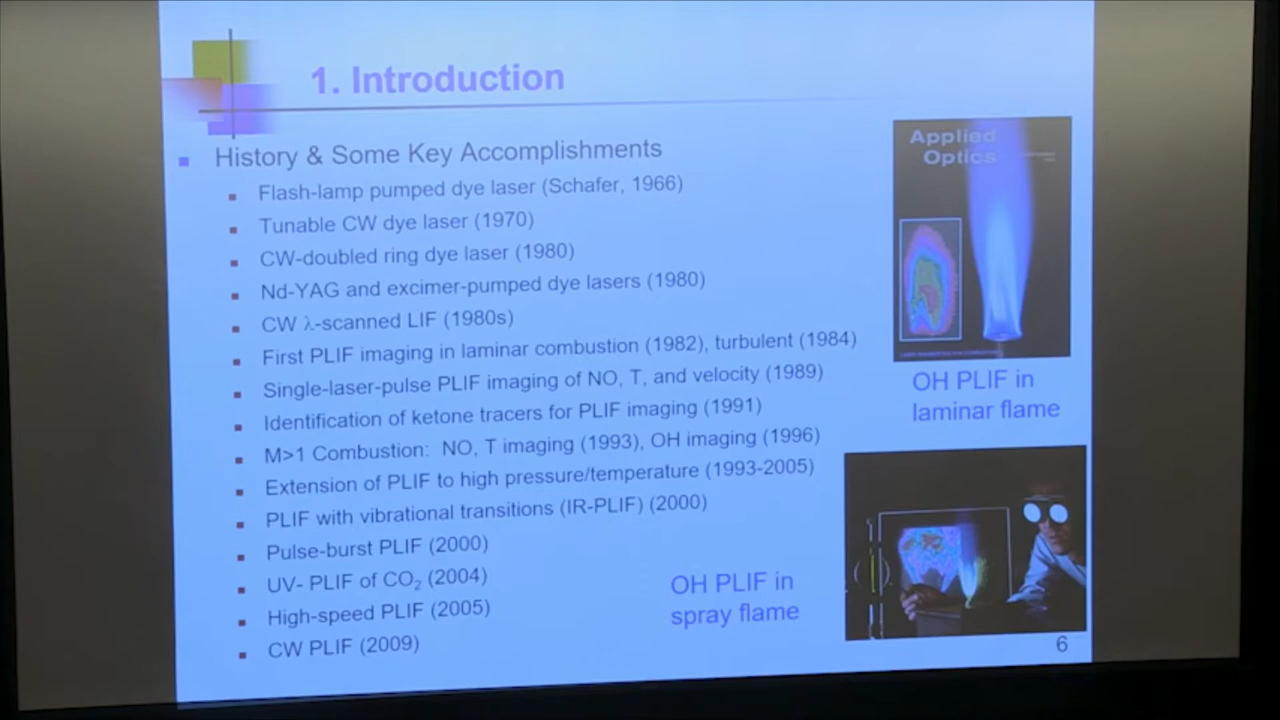 1. Introduction
History & Some Key Accomplishments
Flash-lamp pumped dye laser (Schafer, 1966)
Tunable CW dye laser (1970)
CW-doubled ring dye laser (1980)
Nd-YAG and excimer-pumped dye lasers (1980)
CW λ-scanned LIF (1980s)
First PLIF imaging in laminar combustion (1982), turbulent (1984)
Single-laser-pulse PLIF imaging of NO, T, and velocity (1989)
Identification of ketone tracers for PLIF imaging (1991)
M>1 Combustion: NO, T imaging (1993), OH imaging (1996)
Extension of PLIF to high pressure/temperature (1993-2005)
PLIF with vibrational transitions (IR-PLIF) (2000)
Pulse-burst PLIF (2000)
UV- PLIF of CO₂ (2004)
High-speed PLIF (2005)
CW PLIF (2009)
Applied
Optics
OH PLIF in
laminar flame
OH PLIF in
spray flame
6